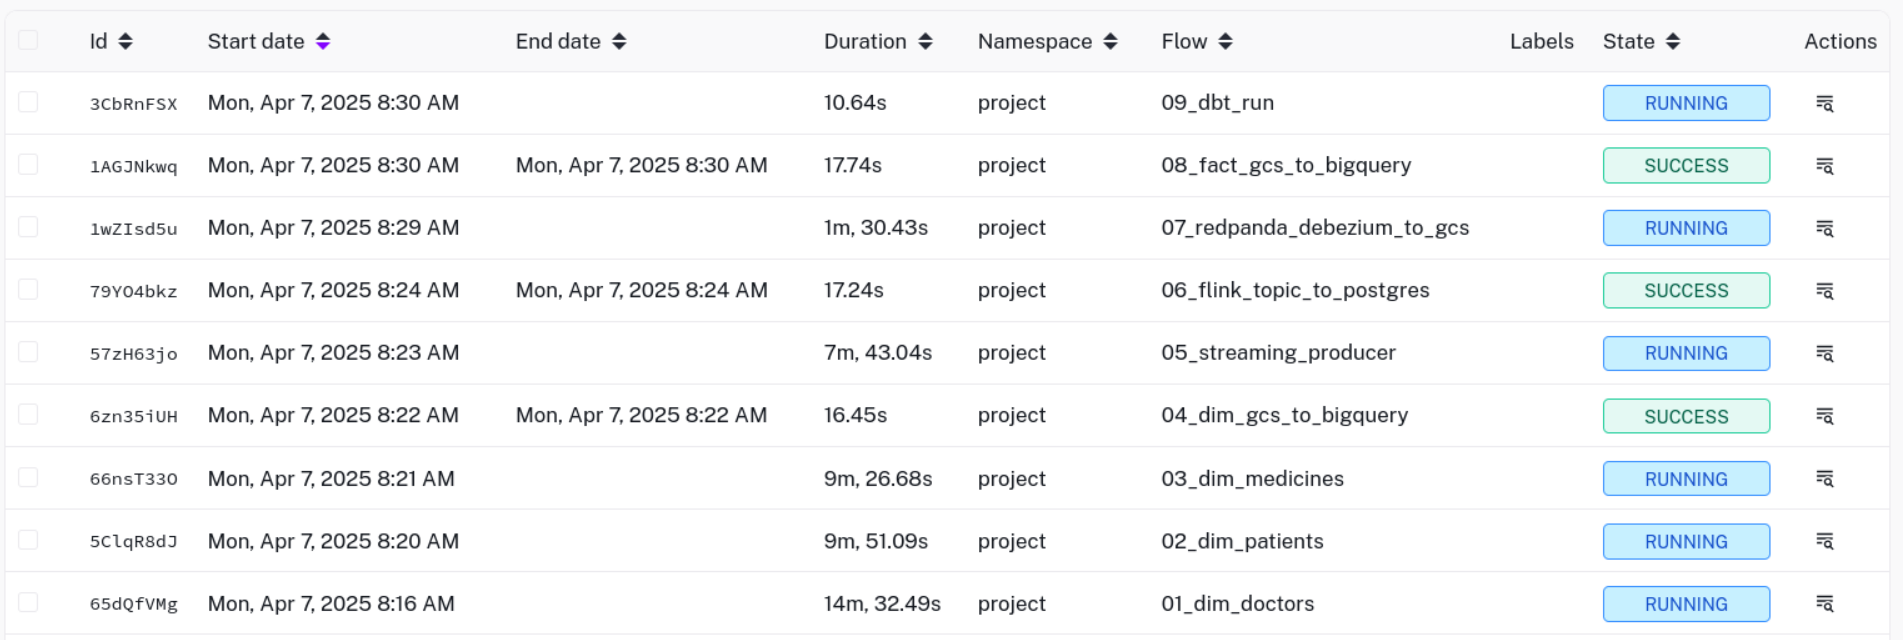 Id Start date End date Duration Namespace Flow Labels State Actions
3CbRnFSX Mon, Apr 7, 2025 8:30 AM 10.64s project 09_dbt_run RUNNING
1AGJNkwq Mon, Apr 7, 2025 8:30 AM Mon, Apr 7, 2025 8:30 AM 17.74s project 08_fact_gcs_to_bigquery SUCCESS
1wZIsd5u Mon, Apr 7, 2025 8:29 AM 1m, 30.43s project 07_redpanda_debezium_to_gcs RUNNING
79YO4bkz Mon, Apr 7, 2025 8:24 AM Mon, Apr 7, 2025 8:24 AM 17.24s project 06_flink_topic_to_postgres SUCCESS
57zH63jo Mon, Apr 7, 2025 8:23 AM 7m, 43.04s project 05_streaming_producer RUNNING
6zn35iUH Mon, Apr 7, 2025 8:22 AM Mon, Apr 7, 2025 8:22 AM 16.45s project 04_dim_gcs_to_bigquery SUCCESS
66nsT33O Mon, Apr 7, 2025 8:21 AM 9m, 26.68s project 03_dim_medicines RUNNING
5ClqR8dJ Mon, Apr 7, 2025 8:20 AM 9m, 51.09s project 02_dim_patients RUNNING
65dQfVMg Mon, Apr 7, 2025 8:16 AM 14m, 32.49s project 01_dim_doctors RUNNING